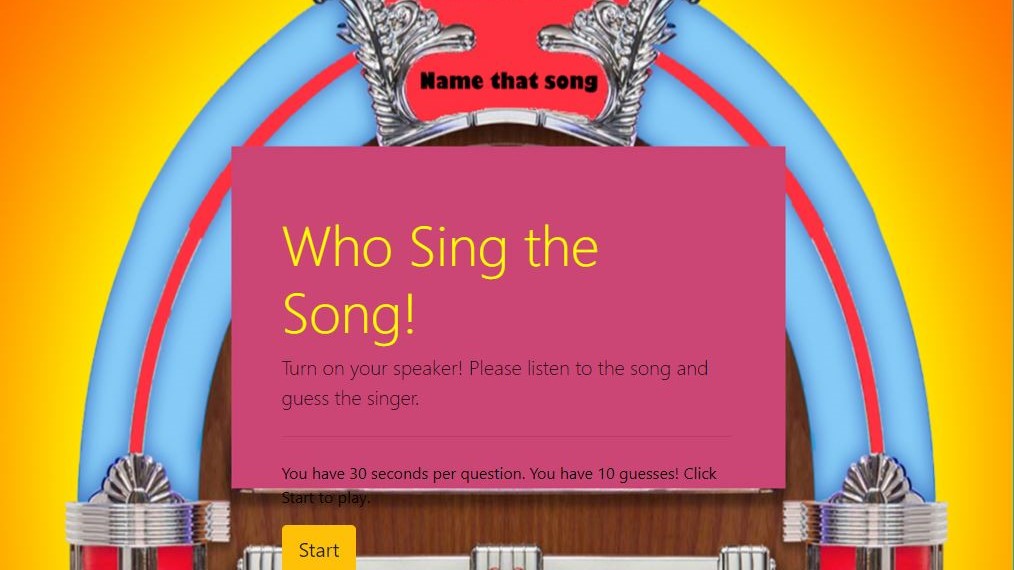 Name that song
Who Sing the
Song!
Turn on your speaker! Please listen to the song and
guess the singer.
You have 30 seconds per question. You have 10 guesses! Click
Start to play.
Start